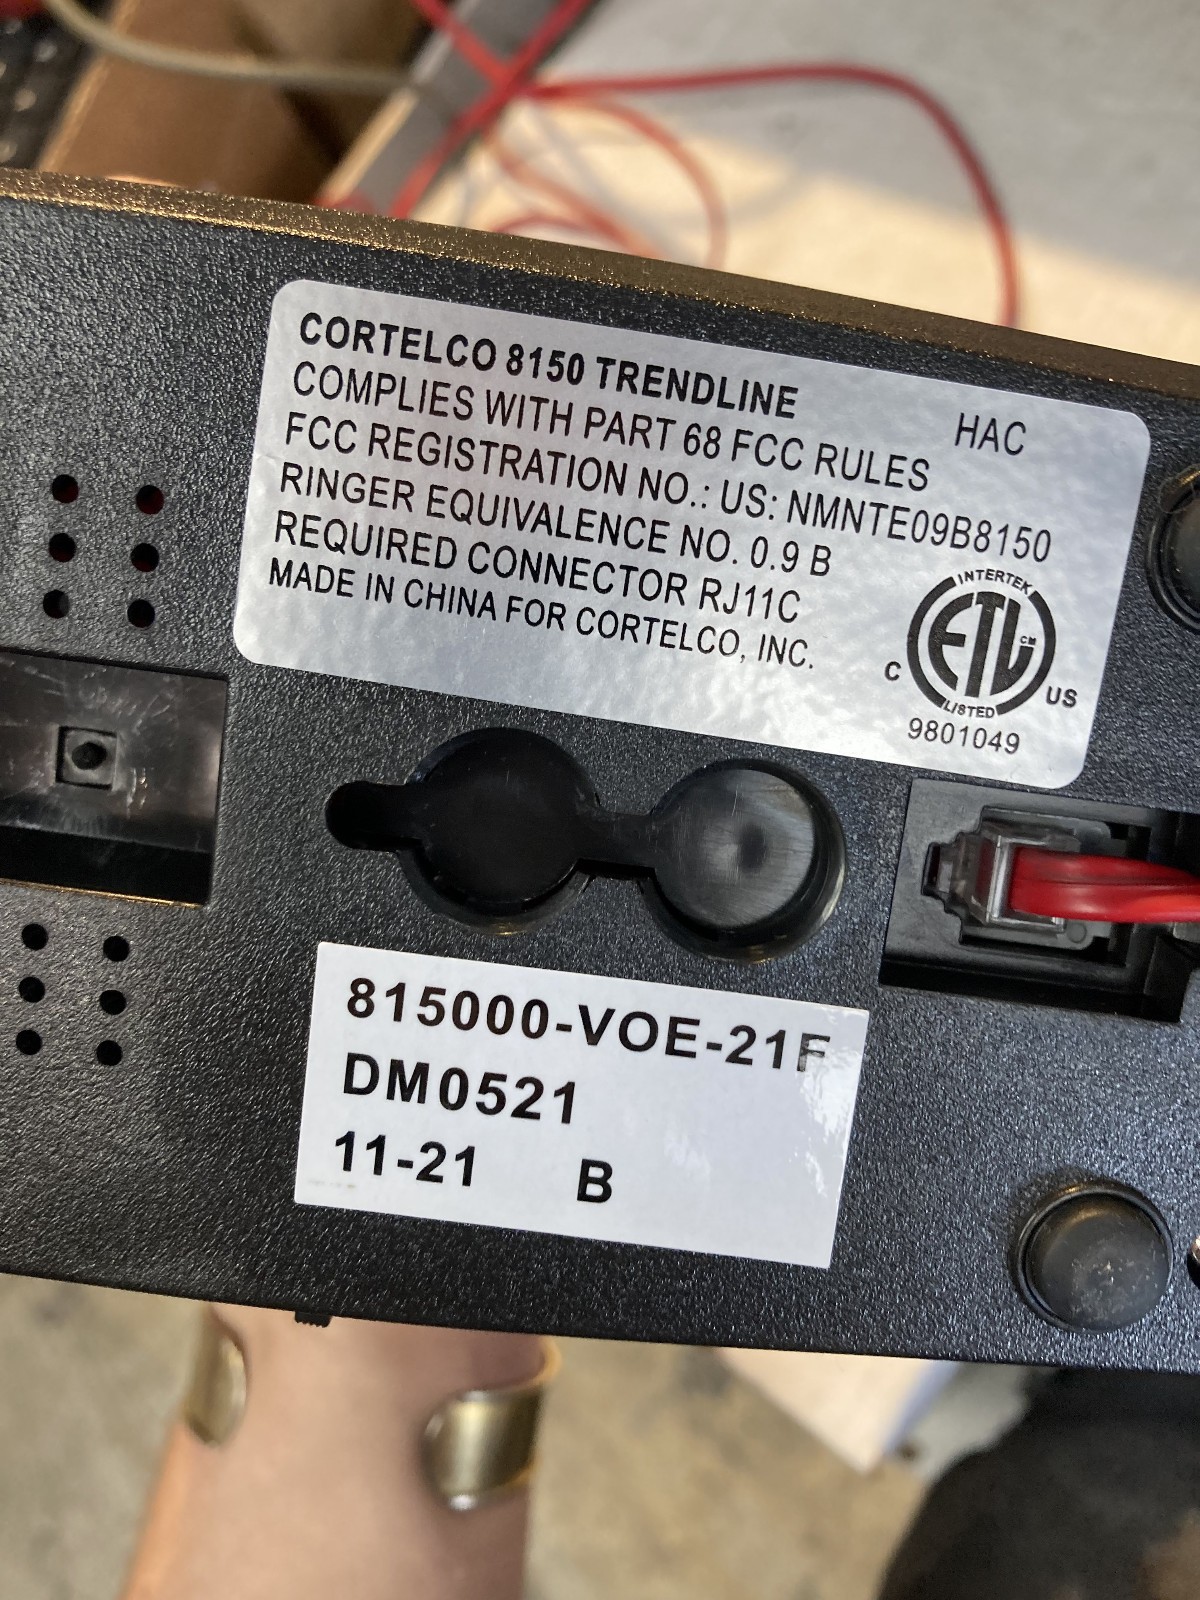 CORTELCO 8150 TRENDLINE
HAC
COMPLIES WITH PART 68 FCC RULES
FCC REGISTRATION NO.: US: NMNTE09B8150
RINGER EQUIVALENCE NO. 0.9 B
REQUIRED CONNECTOR RJ11C
MADE IN CHINA FOR CORTELCO, INC.
INTERTEK
ETL CM
C US
LISTED
9801049
815000-VOE-21F
DM0521
11-21 B